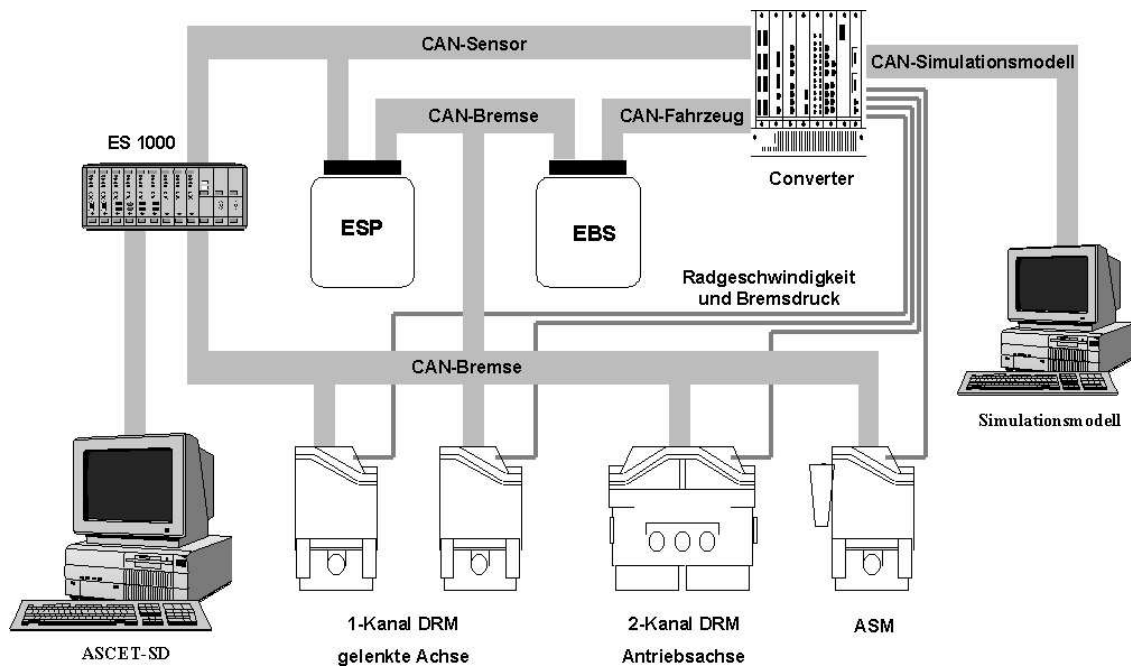 CAN-Sensor
CAN-Simulationsmodell
CAN-Bremse
CAN-Fahrzeug
ES 1000
Converter
ESP
EBS
Radgeschwindigkeit
und Bremsdruck
CAN-Bremse
Simulationsmodell
1-Kanal DRM
gelenkte Achse
2-Kanal DRM
Antriebsachse
ASM
ASCET-SD